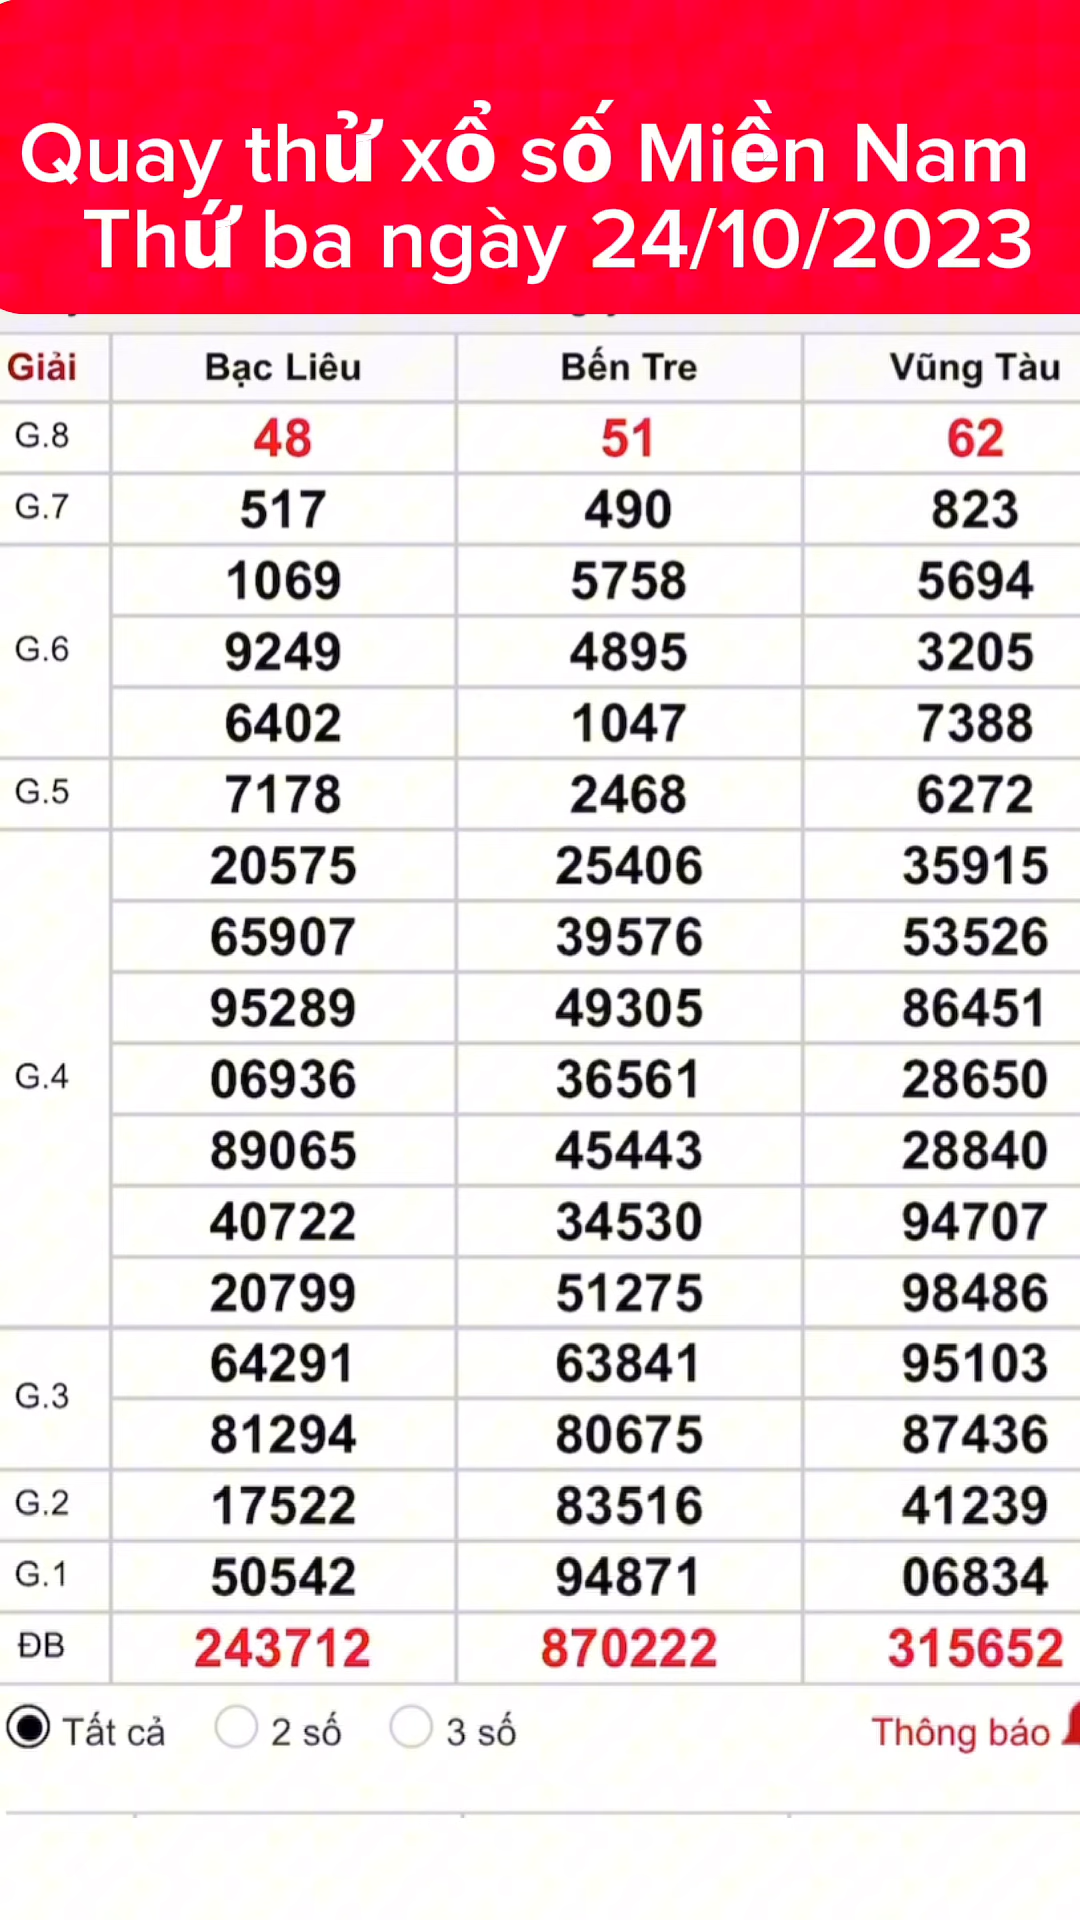 Quay thử xổ số Miền Nam
Thứ ba ngày 24/10/2023
Giải Bạc Liêu Bến Tre Vũng Tàu
G.8 48 51 62
G.7 517 490 823
1069 5758 5694
G.6 9249 4895 3205
6402 1047 7388
G.5 7178 2468 6272
20575 25406 35915
65907 39576 53526
95289 49305 86451
G.4 06936 36561 28650
89065 45443 28840
40722 34530 94707
20799 51275 98486
G.3 64291 63841 95103
81294 80675 87436
G.2 17522 83516 41239
G.1 50542 94871 06834
ĐB 243712 870222 315652
Tất cả 2 số 3 số Thông báo